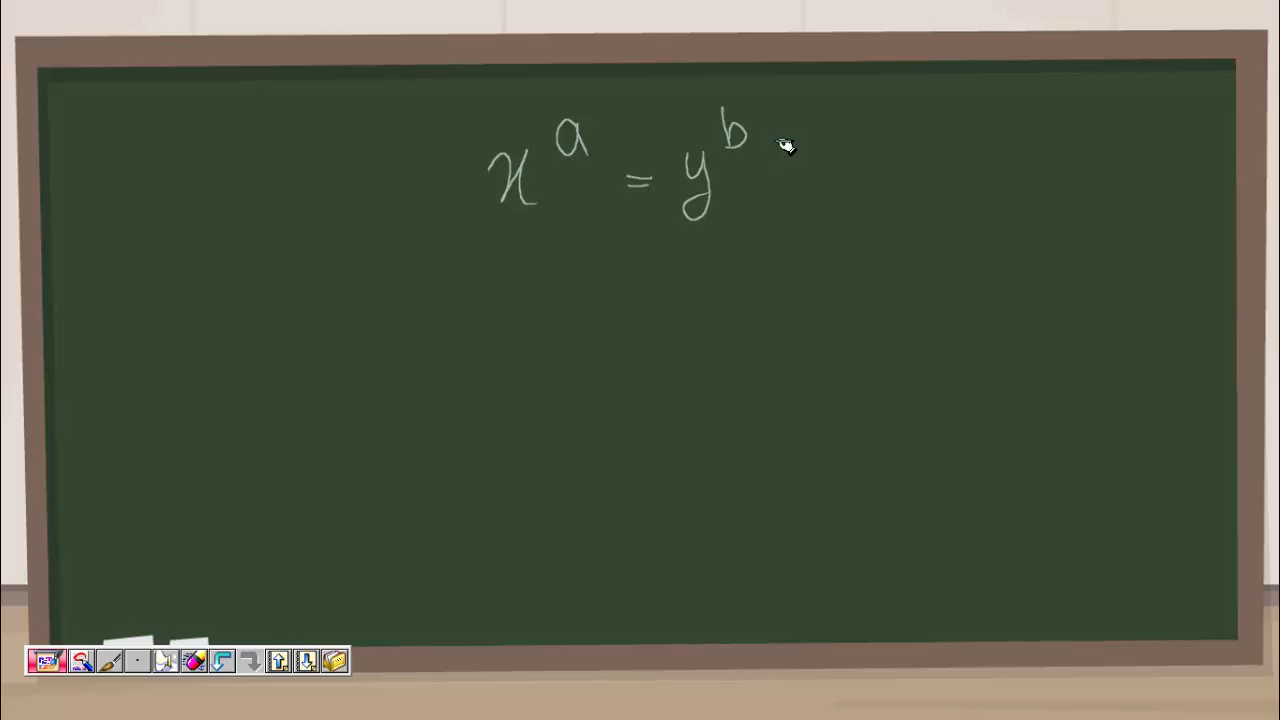 x^a = y^b